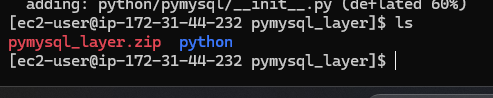 adding: python/pymysql/__init__.py (deflated 60%)
[ec2-user@ip-172-31-44-232 pymysql_layer]$ ls
pymysql_layer.zip  python
[ec2-user@ip-172-31-44-232 pymysql_layer]$